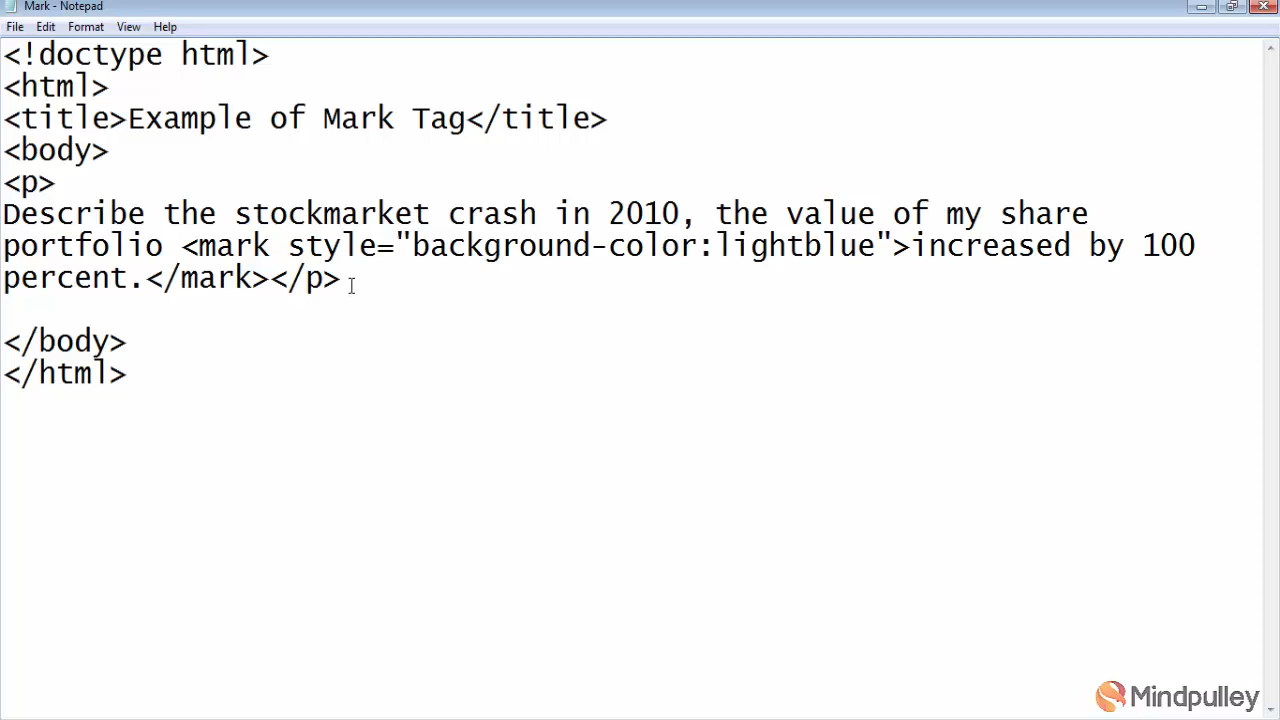 Mark - Notepad
File Edit Format View Help
<!doctype html>
<html>
<title>Example of Mark Tag</title>
<body>
<p>
Describe the stockmarket crash in 2010, the value of my share
portfolio <mark style="background-color:lightblue">increased by 100
percent.</mark></p>
</body>
</html>
Mindpulley